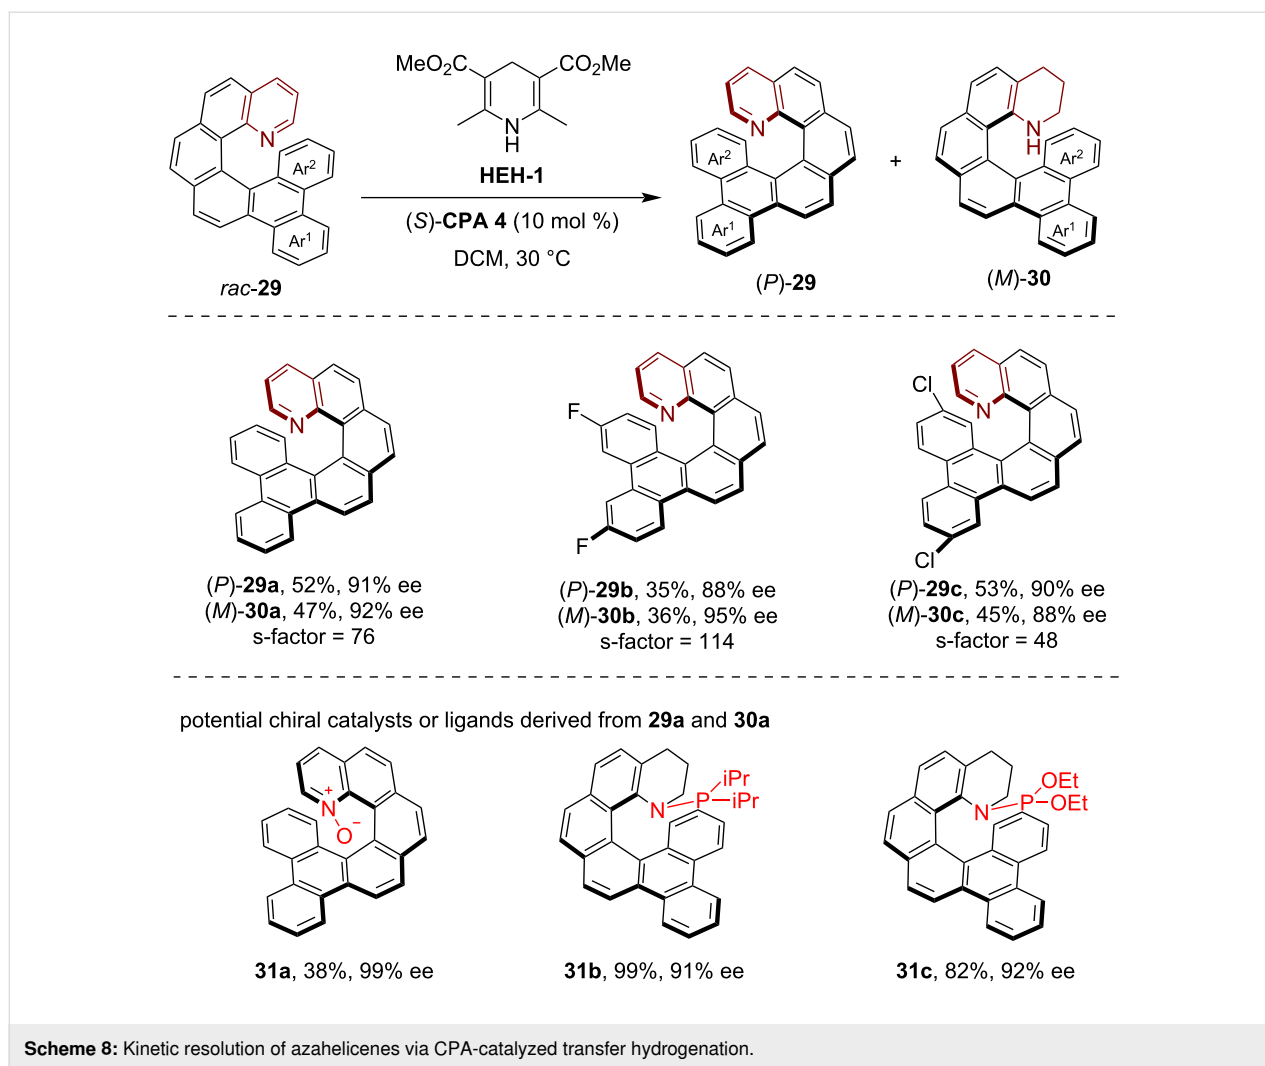 MeO₂C CO₂Me
N
H
HEH-1
(S)-CPA 4 (10 mol %)
DCM, 30 °C
N
Ar²
Ar¹
rac-29
N
Ar²
Ar¹
(P)-29
+
N
H
Ar²
Ar¹
(M)-30
N
(P)-29a, 52%, 91% ee
(M)-30a, 47%, 92% ee
s-factor = 76
F
N
F
(P)-29b, 35%, 88% ee
(M)-30b, 36%, 95% ee
s-factor = 114
Cl
N
Cl
(P)-29c, 53%, 90% ee
(M)-30c, 45%, 88% ee
s-factor = 48
potential chiral catalysts or ligands derived from 29a and 30a
N⁺
O⁻
31a, 38%, 99% ee
iPr
N P iPr
31b, 99%, 91% ee
OEt
N P OEt
31c, 82%, 92% ee
Scheme 8: Kinetic resolution of azahelicenes via CPA-catalyzed transfer hydrogenation.